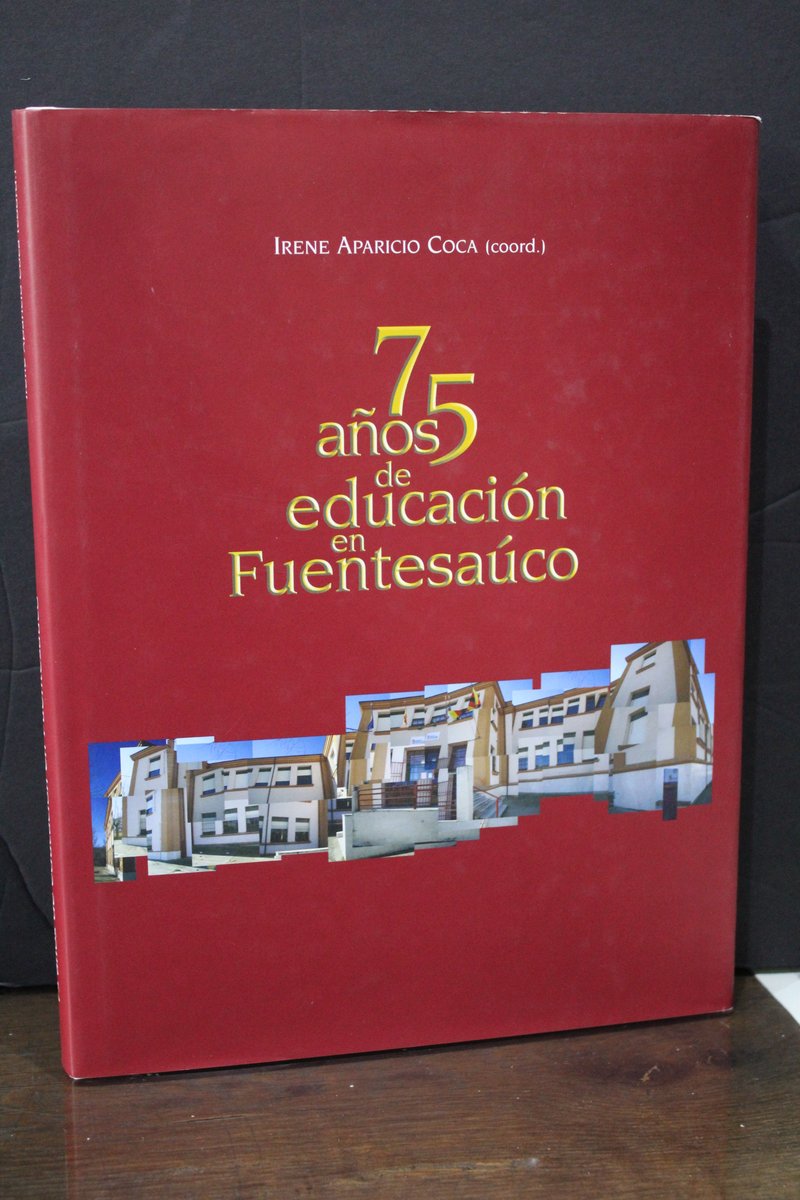 IRENE APARICIO COCA (coord.)
75
años
de
educación
en
Fuentesaúco